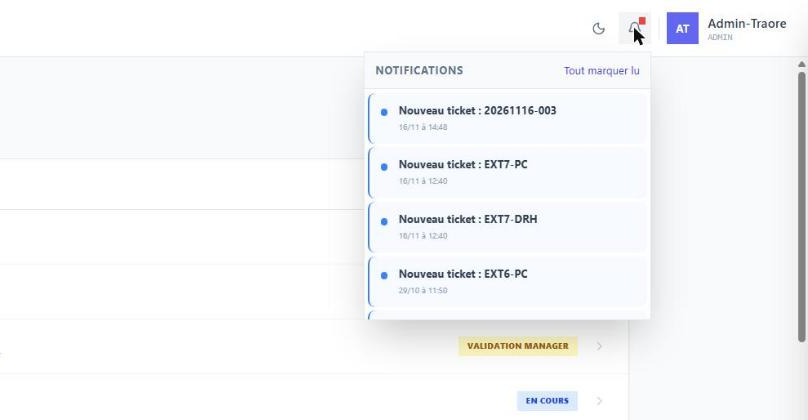 AT
Admin-Traore
ADMIN
NOTIFICATIONS
Tout marquer lu
Nouveau ticket : 20261116-003
16/11 à 14:48
Nouveau ticket : EXT7-PC
16/11 à 12:40
Nouveau ticket : EXT7-DRH
16/11 à 12:40
Nouveau ticket : EXT6-PC
29/10 à 11:50
VALIDATION MANAGER
EN COURS